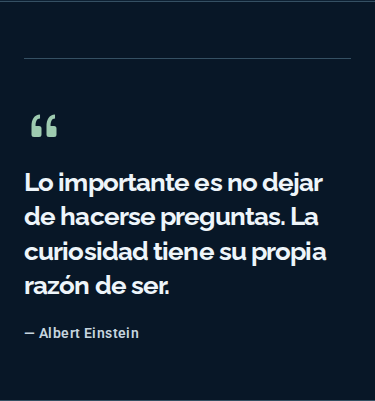 “
Lo importante es no dejar
de hacerse preguntas. La
curiosidad tiene su propia
razón de ser.
— Albert Einstein